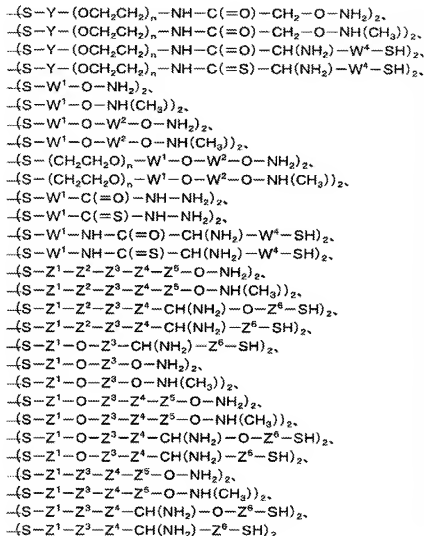 —(S—Y—(OCH₂CH₂)ₙ—NH—C(=O)—CH₂—O—NH₂)₂、
—(S—Y—(OCH₂CH₂)ₙ—NH—C(=O)—CH₂—O—NH(CH₃))₂、
—(S—Y—(OCH₂CH₂)ₙ—NH—C(=O)—CH(NH₂)—W⁴—SH)₂、
—(S—Y—(OCH₂CH₂)ₙ—NH—C(=S)—CH(NH₂)—W⁴—SH)₂、
—(S—W¹—O—NH₂)₂、
—(S—W¹—O—NH(CH₃))₂、
—(S—W¹—O—W²—O—NH₂)₂、
—(S—W¹—O—W²—O—NH(CH₃))₂、
—(S—(CH₂CH₂O)ₙ—W¹—O—W²—O—NH₂)₂、
—(S—(CH₂CH₂O)ₙ—W¹—O—W²—O—NH(CH₃))₂、
—(S—W¹—C(=O)—NH—NH₂)₂、
—(S—W¹—C(=S)—NH—NH₂)₂、
—(S—W¹—NH—C(=O)—CH(NH₂)—W⁴—SH)₂、
—(S—W¹—NH—C(=S)—CH(NH₂)—W⁴—SH)₂、
—(S—Z¹—Z²—Z³—Z⁴—Z⁵—O—NH₂)₂、
—(S—Z¹—Z²—Z³—Z⁴—Z⁵—O—NH(CH₃))₂、
—(S—Z¹—Z²—Z³—Z⁴—CH(NH₂)—O—Z⁶—SH)₂、
—(S—Z¹—Z²—Z³—Z⁴—CH(NH₂)—Z⁶—SH)₂、
—(S—Z¹—O—Z³—CH(NH₂)—Z⁶—SH)₂、
—(S—Z¹—O—Z³—O—NH₂)₂、
—(S—Z¹—O—Z³—O—NH(CH₃))₂、
—(S—Z¹—O—Z³—Z⁴—Z⁵—O—NH₂)₂、
—(S—Z¹—O—Z³—Z⁴—Z⁵—O—NH(CH₃))₂、
—(S—Z¹—O—Z³—Z⁴—CH(NH₂)—O—Z⁶—SH)₂、
—(S—Z¹—O—Z³—Z⁴—CH(NH₂)—Z⁶—SH)₂、
—(S—Z¹—Z³—Z⁴—Z⁵—O—NH₂)₂、
—(S—Z¹—Z³—Z⁴—Z⁵—O—NH(CH₃))₂、
—(S—Z¹—Z³—Z⁴—CH(NH₂)—O—Z⁶—SH)₂、
—(S—Z¹—Z³—Z⁴—CH(NH₂)—Z⁶—SH)₂